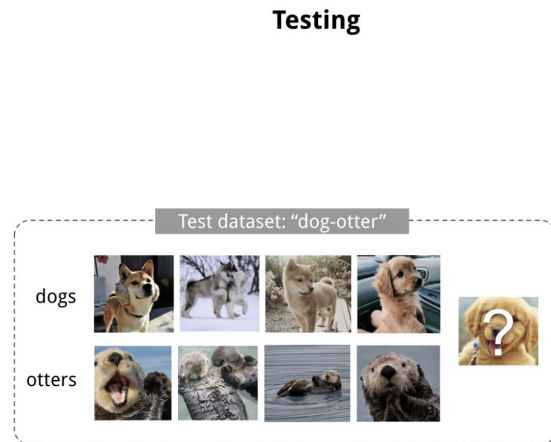 Testing
Test dataset: “dog-otter”
dogs
?
otters